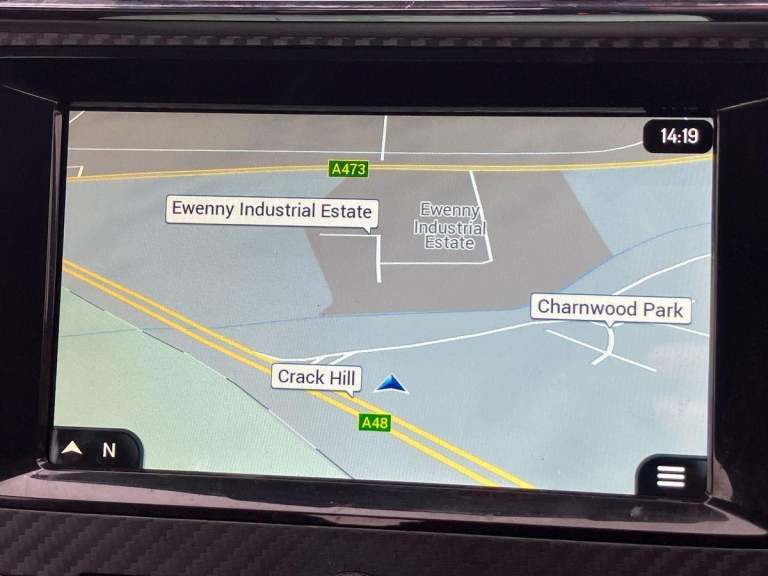 14:19
A473
Ewenny Industrial Estate
Ewenny
Industrial
Estate
Charnwood Park
Crack Hill
A48
N